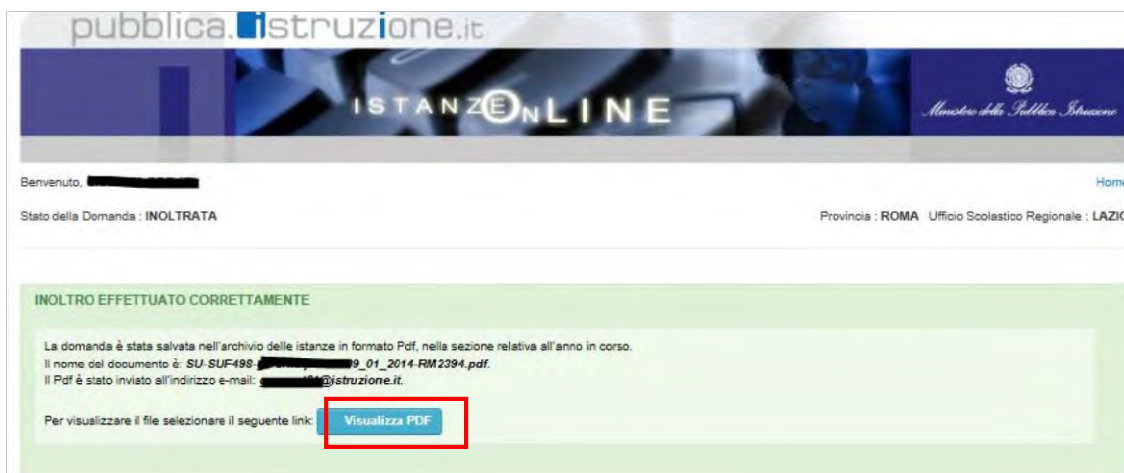 pubblica.istruzione.it
ISTANZE ONLINE
Ministero della Pubblica Istruzione
Benvenuto,
Home
Stato della Domanda : INOLTRATA
Provincia : ROMA Ufficio Scolastico Regionale : LAZIO
INOLTRO EFFETTUATO CORRETTAMENTE
La domanda è stata salvata nell'archivio delle istanze in formato Pdf, nella sezione relativa all'anno in corso.
Il nome del documento è: SU-SUF498- 9_01_2014-RM2394.pdf.
Il Pdf è stato inviato all'indirizzo e-mail: @istruzione.it.
Per visualizzare il file selezionare il seguente link: Visualizza PDF